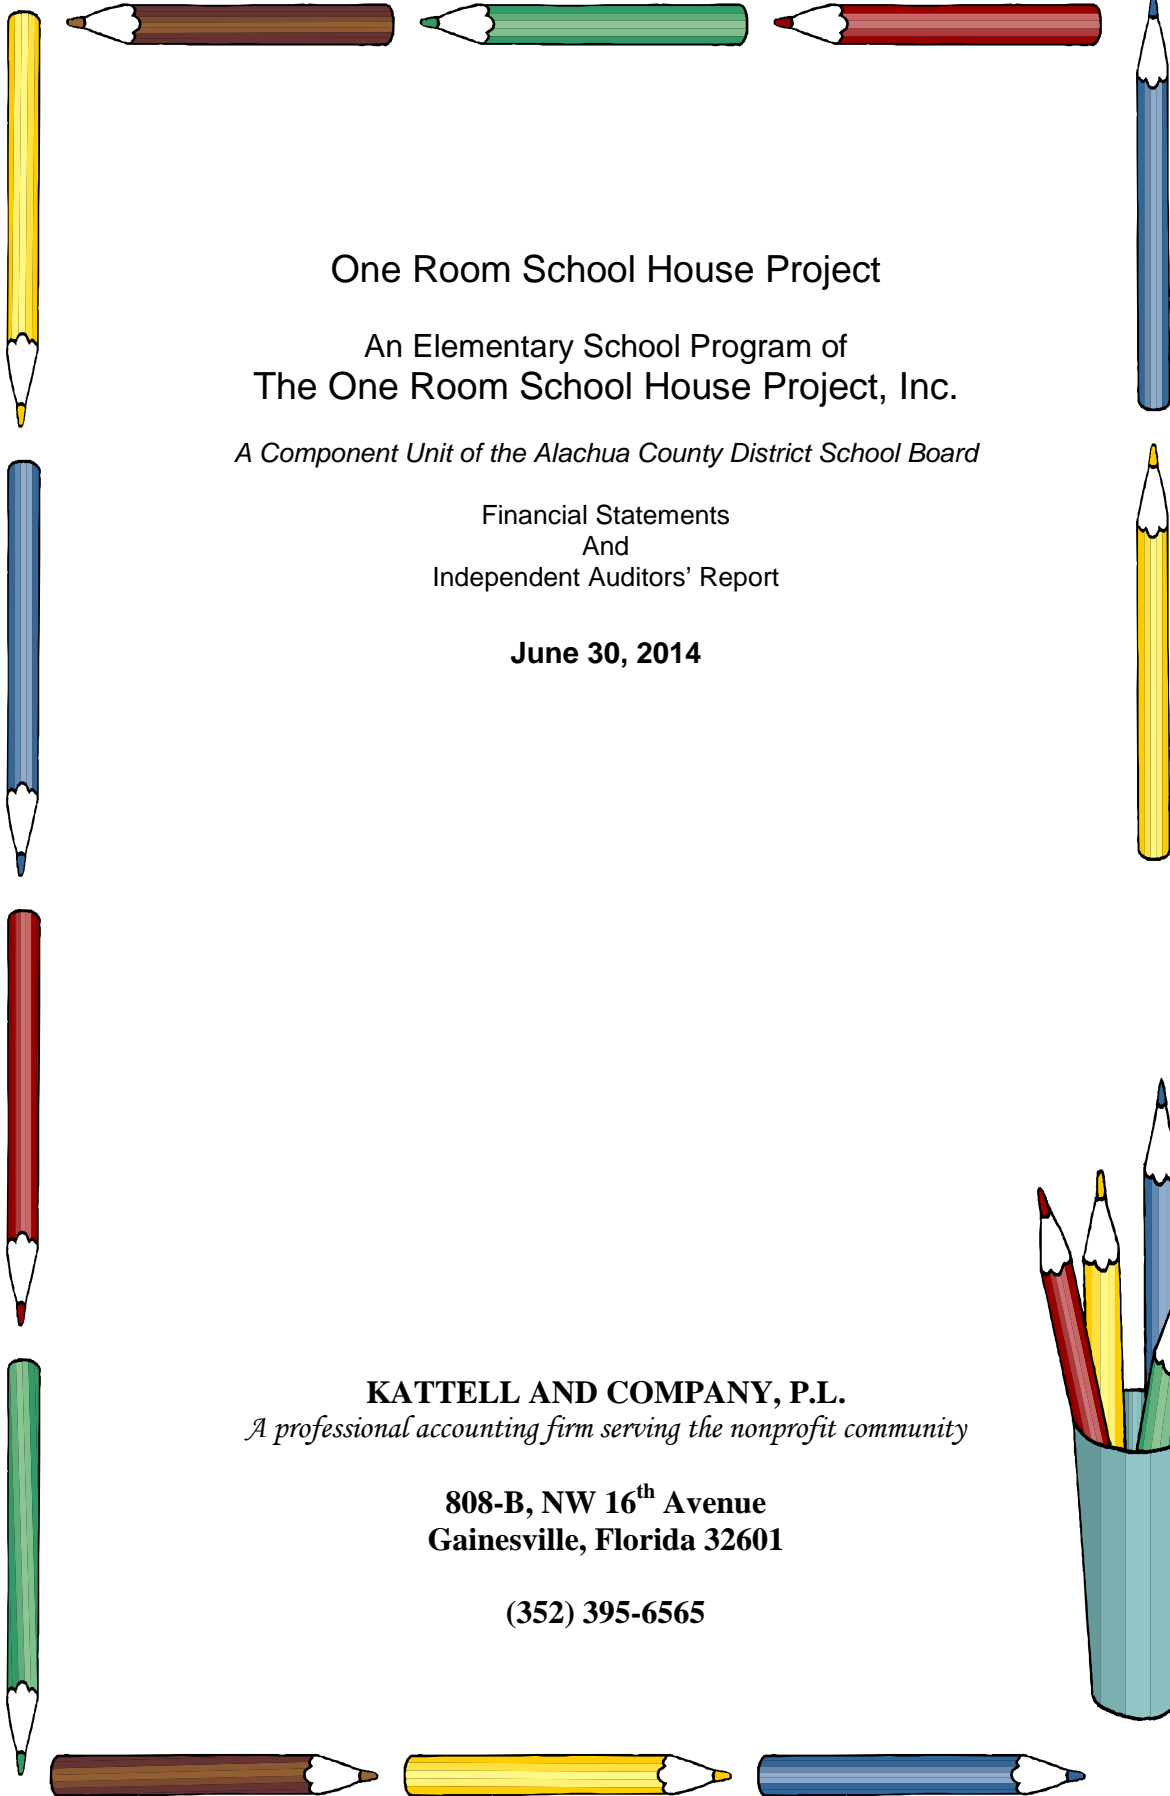 One Room School House Project
An Elementary School Program of
The One Room School House Project, Inc.
A Component Unit of the Alachua County District School Board
Financial Statements
And
Independent Auditors’ Report
June 30, 2014
KATTELL AND COMPANY, P.L.
A professional accounting firm serving the nonprofit community
808-B, NW 16th Avenue
Gainesville, Florida 32601
(352) 395-6565